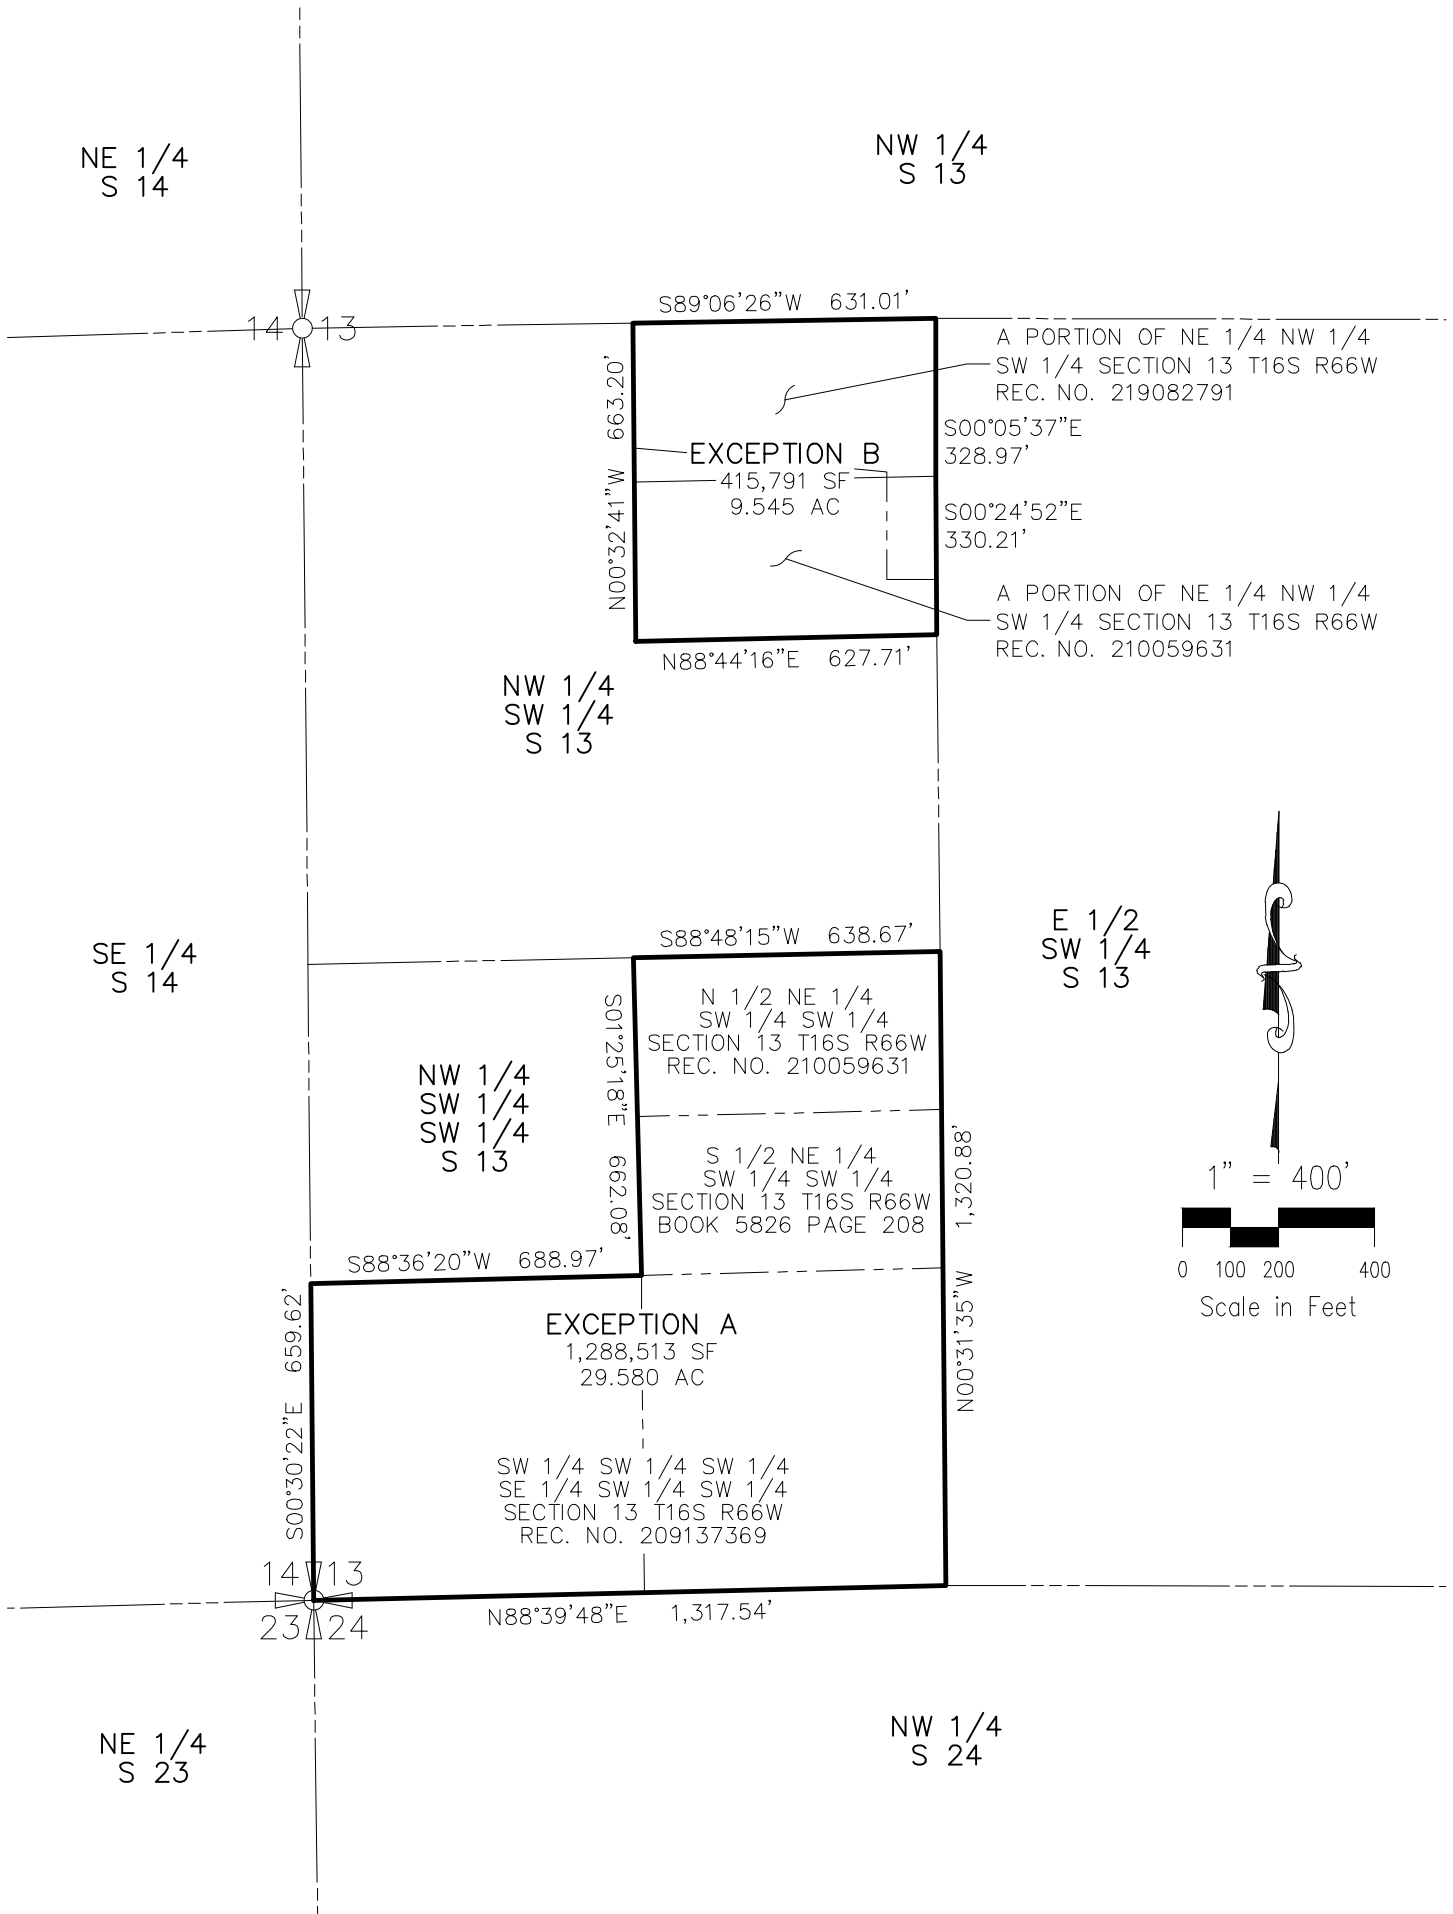 NE 1/4
S 14
NW 1/4
S 13
S89°06'26"W 631.01'
14 13
A PORTION OF NE 1/4 NW 1/4
SW 1/4 SECTION 13 T16S R66W
REC. NO. 219082791
N00°32'41"W 663.20'
S00°05'37"E
328.97'
EXCEPTION B
415,791 SF
9.545 AC
S00°24'52"E
330.21'
A PORTION OF NE 1/4 NW 1/4
SW 1/4 SECTION 13 T16S R66W
REC. NO. 210059631
N88°44'16"E 627.71'
NW 1/4
SW 1/4
S 13
SE 1/4
S 14
E 1/2
SW 1/4
S 13
S88°48'15"W 638.67'
N 1/2 NE 1/4
SW 1/4 SW 1/4
SECTION 13 T16S R66W
REC. NO. 210059631
S01°25'18"E 662.08'
NW 1/4
SW 1/4
SW 1/4
S 13
S 1/2 NE 1/4
SW 1/4 SW 1/4
SECTION 13 T16S R66W
BOOK 5826 PAGE 208
N00°31'35"W 1,320.88'
1" = 400'
0 100 200 400
Scale in Feet
S88°36'20"W 688.97'
S00°30'22"E 659.62'
EXCEPTION A
1,288,513 SF
29.580 AC
SW 1/4 SW 1/4 SW 1/4
SE 1/4 SW 1/4 SW 1/4
SECTION 13 T16S R66W
REC. NO. 209137369
14 13
23 24
N88°39'48"E 1,317.54'
NE 1/4
S 23
NW 1/4
S 24